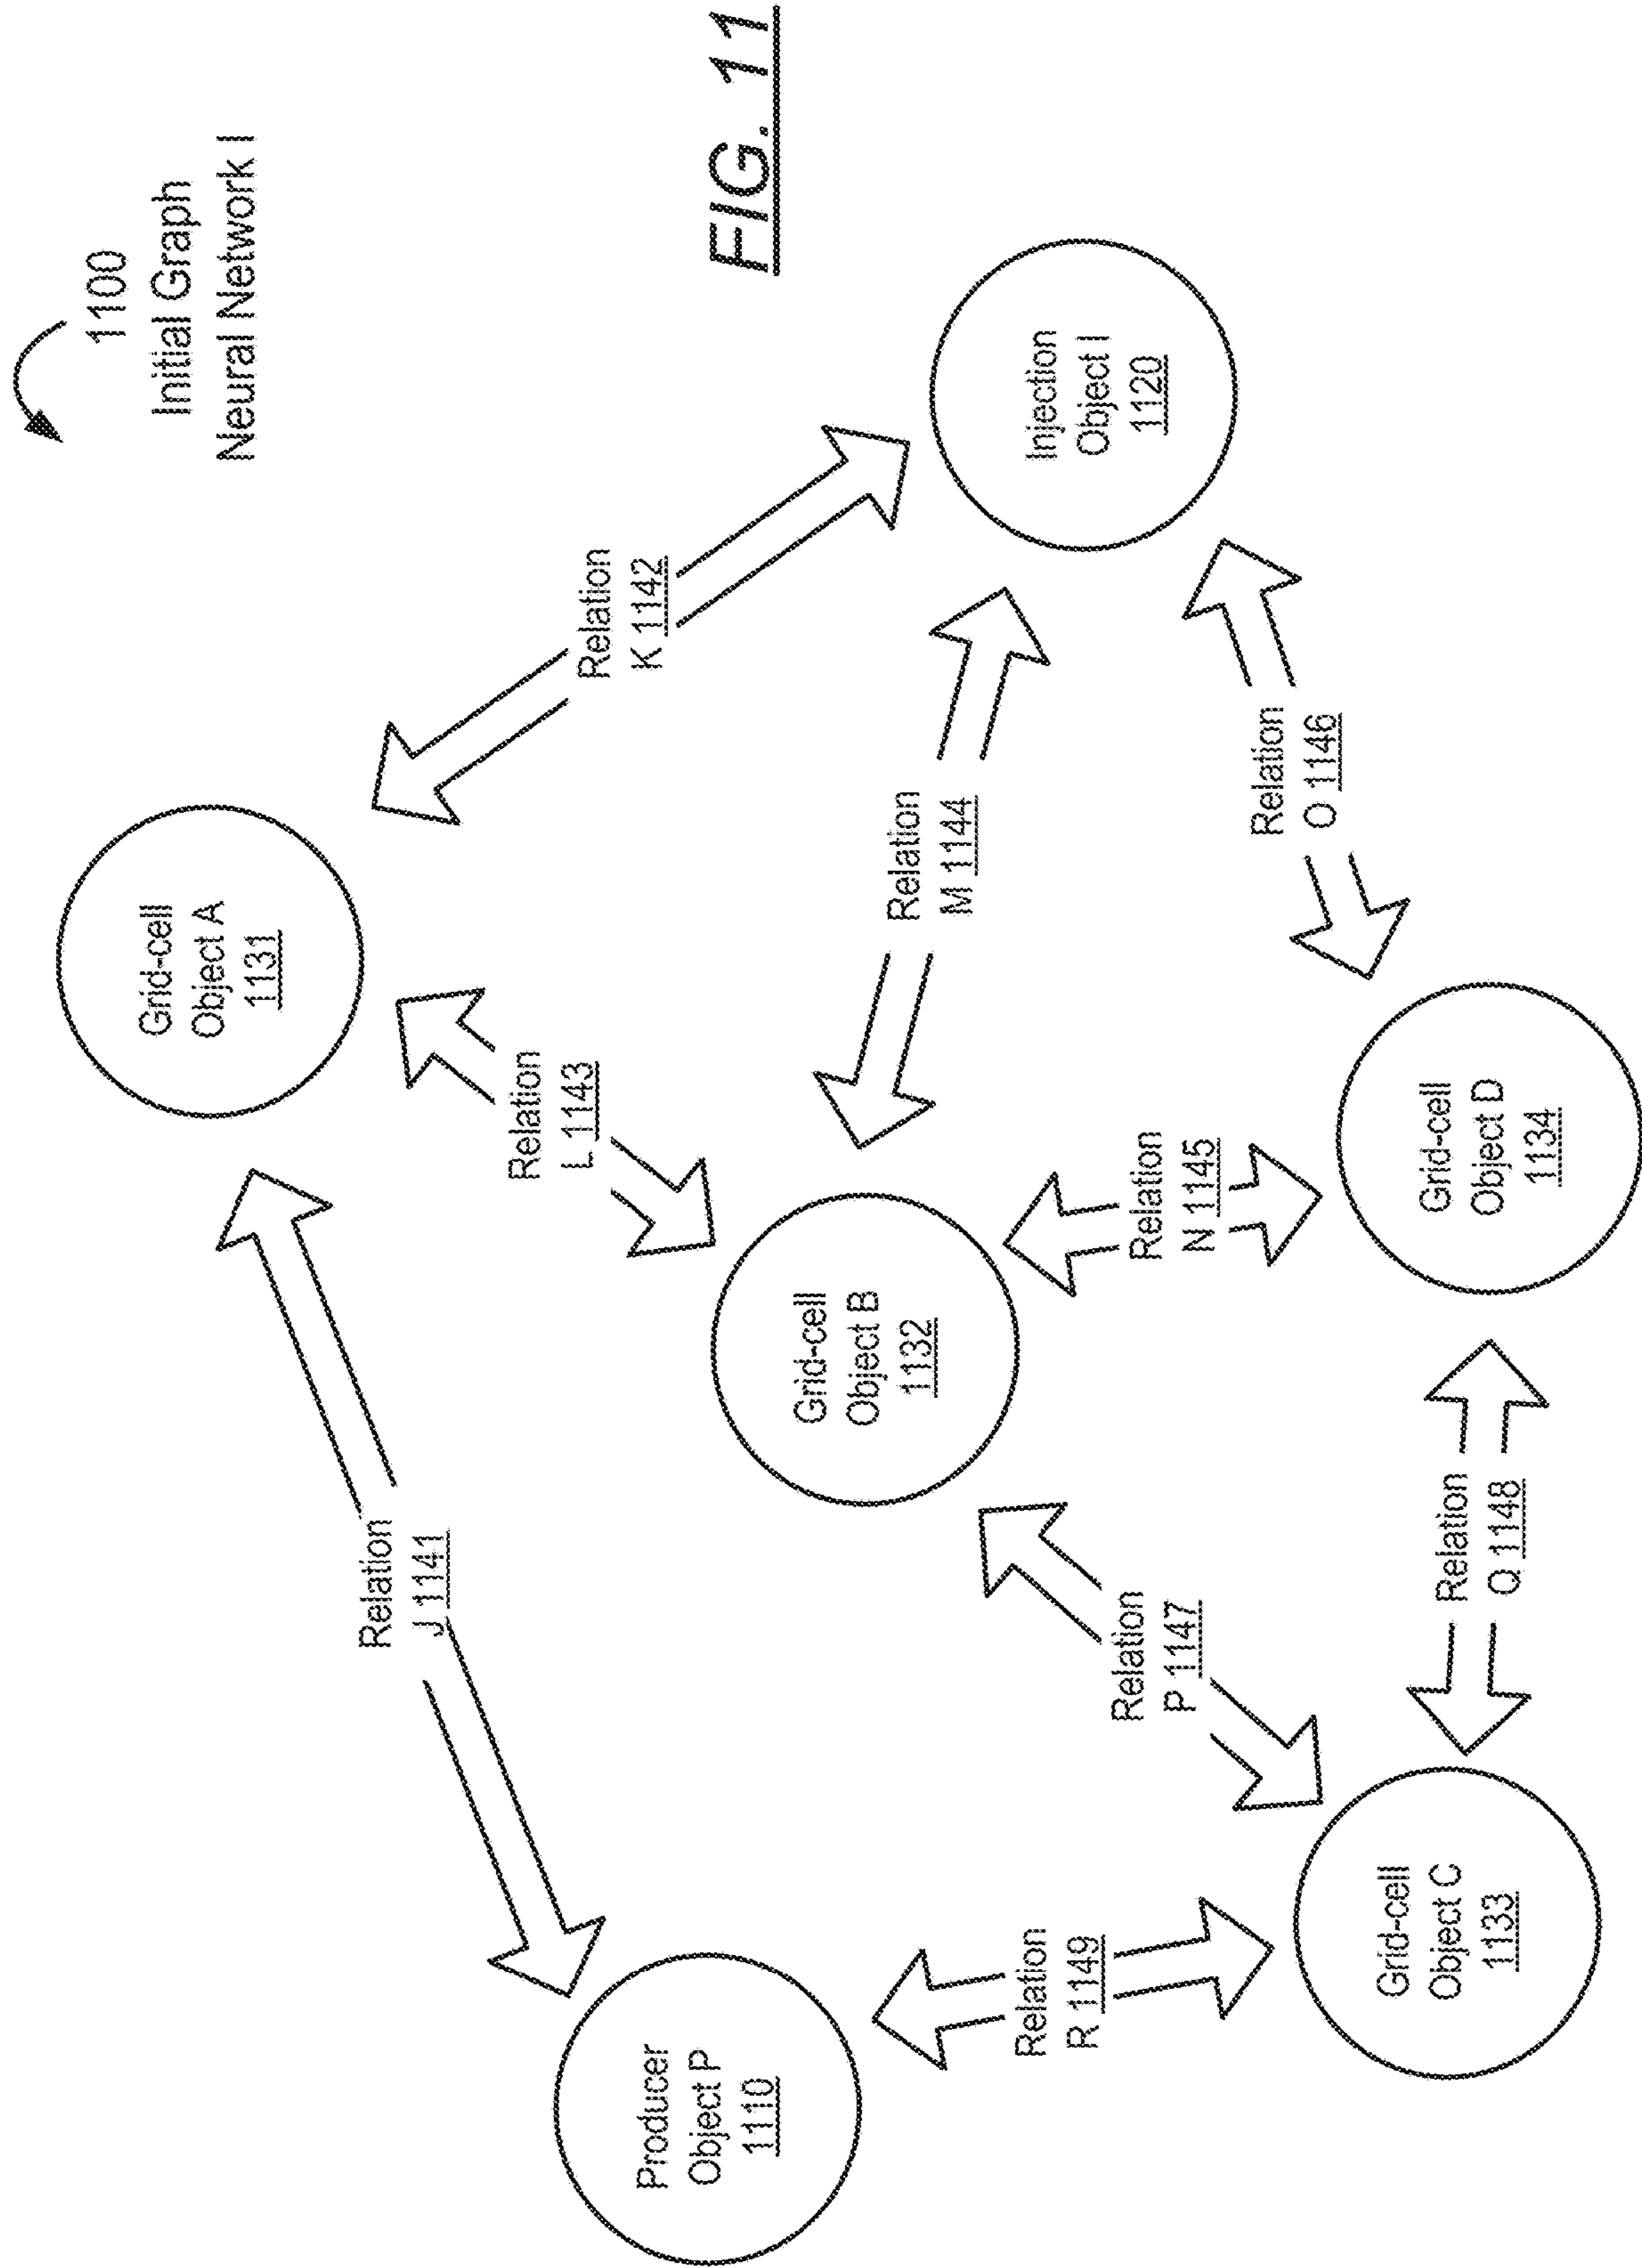 1100
Initial Graph
Neural Network I
Grid-cell
Object A
1131
Relation
J 1141
Relation
K 1142
Relation
L 1143
FIG. 11
Producer
Object P
1110
Grid-cell
Object B
1132
Relation
M 1144
Injection
Object I
1120
Relation
R 1149
Relation
P 1147
Relation
N 1145
Relation
O 1146
Grid-cell
Object C
1133
Relation
Q 1148
Grid-cell
Object D
1134